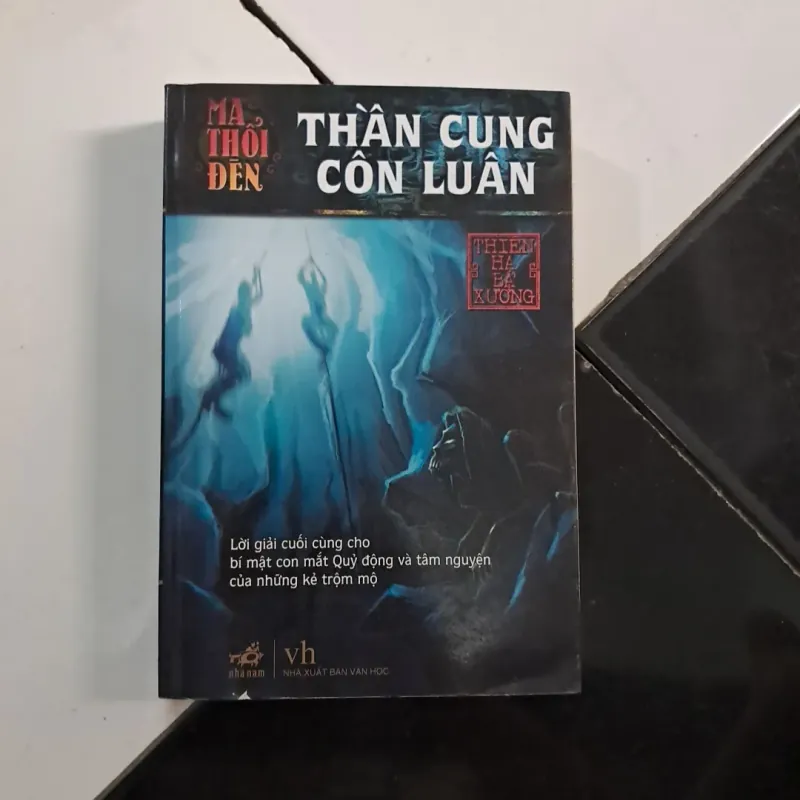 MA
THỔI
ĐÈN
THẦN CUNG
CÔN LUÂN
THIÊN
HẠ
BÁ
XƯỚNG
Lời giải cuối cùng cho
bí mật con mắt Quỷ động và tâm nguyện
của những kẻ trộm mộ
nhã nam
vh
NHÀ XUẤT BẢN VĂN HỌC